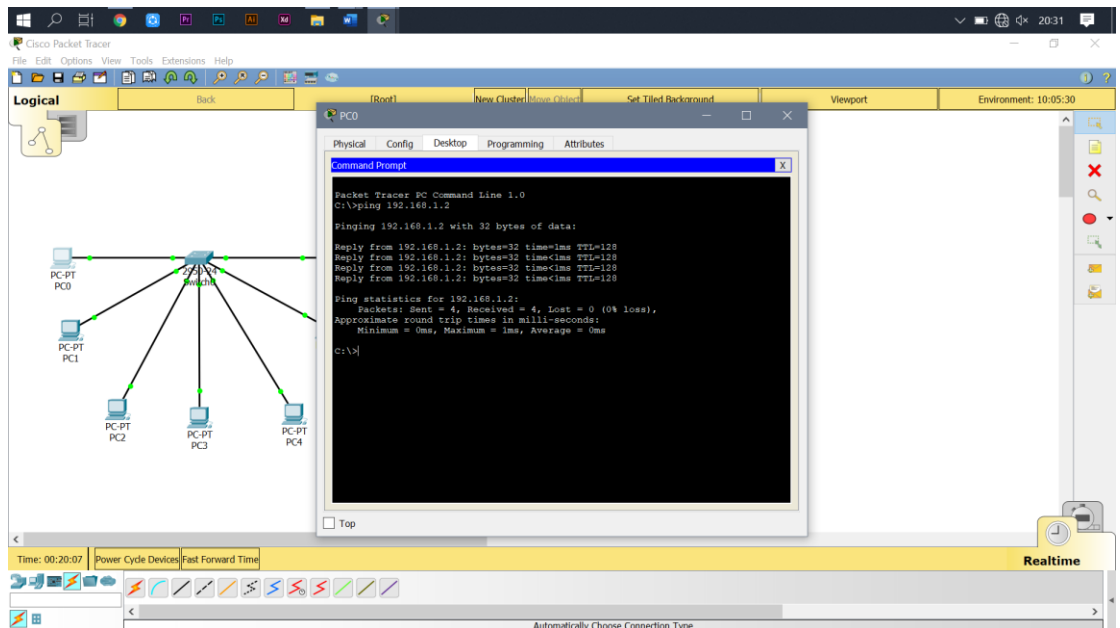 Pr
Ps
Ai
Xd
20:31
Cisco Packet Tracer
File Edit Options View Tools Extensions Help
Logical
Back
[Root]
New Cluster
Move Object
Set Tiled Background
Viewport
Environment: 10:05:30
PC0
Physical Config Desktop Programming Attributes
Command Prompt
X
Packet Tracer PC Command Line 1.0
C:\>ping 192.168.1.2
Pinging 192.168.1.2 with 32 bytes of data:
Reply from 192.168.1.2: bytes=32 time=1ms TTL=128
Reply from 192.168.1.2: bytes=32 time<1ms TTL=128
Reply from 192.168.1.2: bytes=32 time<1ms TTL=128
Reply from 192.168.1.2: bytes=32 time<1ms TTL=128
Ping statistics for 192.168.1.2:
Packets: Sent = 4, Received = 4, Lost = 0 (0% loss),
Approximate round trip times in milli-seconds:
Minimum = 0ms, Maximum = 1ms, Average = 0ms
C:\>
Top
2950-24
Switch0
PC-PT
PC0
PC-PT
PC1
PC-PT
PC2
PC-PT
PC3
PC-PT
PC4
Time: 00:20:07
Power Cycle Devices
Fast Forward Time
Realtime
Automatically Choose Connection Type